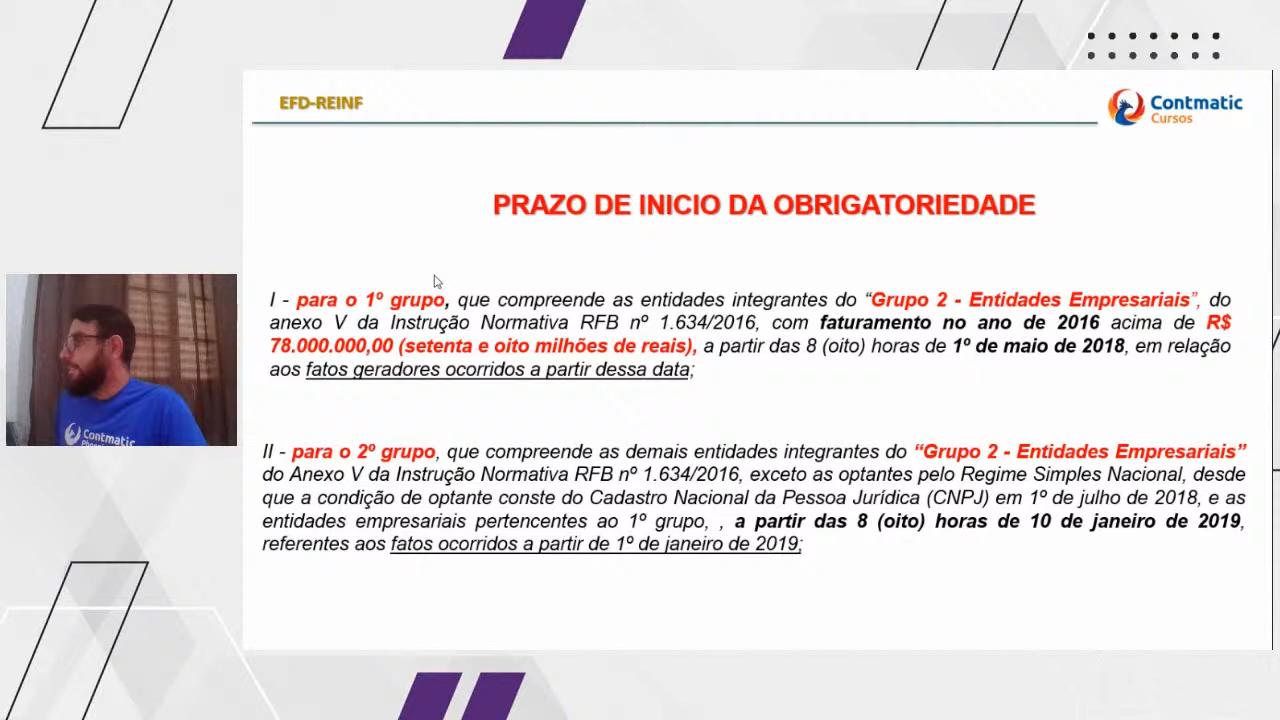 EFD-REINF
Contmatic
Cursos
PRAZO DE INICIO DA OBRIGATORIEDADE
I - para o 1º grupo, que compreende as entidades integrantes do “Grupo 2 - Entidades Empresariais”, do
anexo V da Instrução Normativa RFB nº 1.634/2016, com faturamento no ano de 2016 acima de R$
78.000.000,00 (setenta e oito milhões de reais), a partir das 8 (oito) horas de 1º de maio de 2018, em relação
aos fatos geradores ocorridos a partir dessa data;
II - para o 2º grupo, que compreende as demais entidades integrantes do “Grupo 2 - Entidades Empresariais”
do Anexo V da Instrução Normativa RFB nº 1.634/2016, exceto as optantes pelo Regime Simples Nacional, desde
que a condição de optante conste do Cadastro Nacional da Pessoa Jurídica (CNPJ) em 1º de julho de 2018, e as
entidades empresariais pertencentes ao 1º grupo, , a partir das 8 (oito) horas de 10 de janeiro de 2019,
referentes aos fatos ocorridos a partir de 1º de janeiro de 2019;
Contmatic